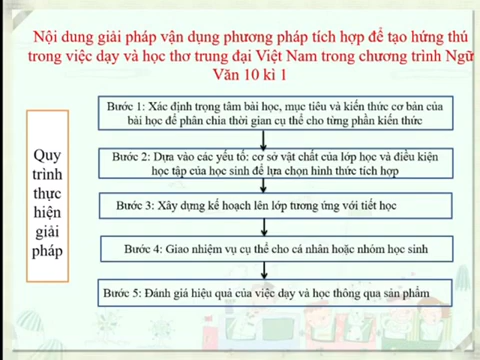 Nội dung giải pháp vận dụng phương pháp tích hợp để tạo hứng thú
trong việc dạy và học thơ trung đại Việt Nam trong chương trình Ngữ
Văn 10 kì 1
Quy
trình
thực
hiện
giải
pháp
Bước 1: Xác định trọng tâm bài học, mục tiêu và kiến thức cơ bản của
bài học để phân chia thời gian cụ thể cho từng phần kiến thức
Bước 2: Dựa vào các yếu tố: cơ sở vật chất của lớp học và điều kiện
học tập của học sinh để lựa chọn hình thức tích hợp
Bước 3: Xây dựng kế hoạch lên lớp tương ứng với tiết học
Bước 4: Giao nhiệm vụ cụ thể cho cá nhân hoặc nhóm học sinh
Bước 5: Đánh giá hiệu quả của việc dạy và học thông qua sản phẩm